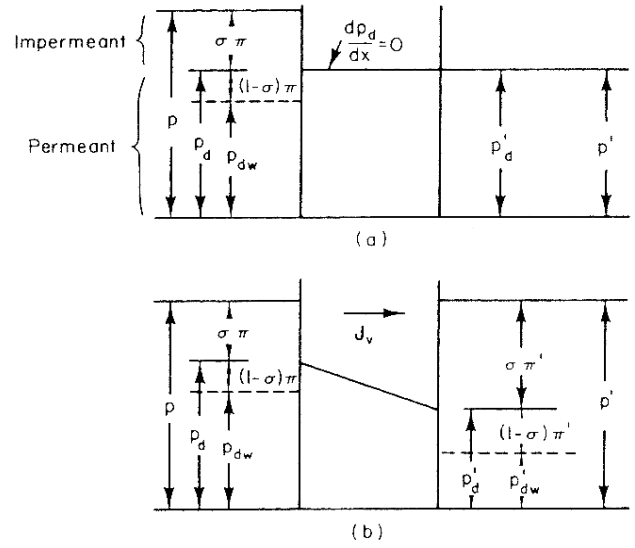 Impermeant
Permeant
σ π
(1-σ) π
p
p_d
p_dw
dp_d/dx = 0
p'_d
p'
(a)
σ π
(1-σ) π
p
p_d
p_dw
J_v
σ π'
(1-σ) π'
p'_d
p'_dw
p'
(b)